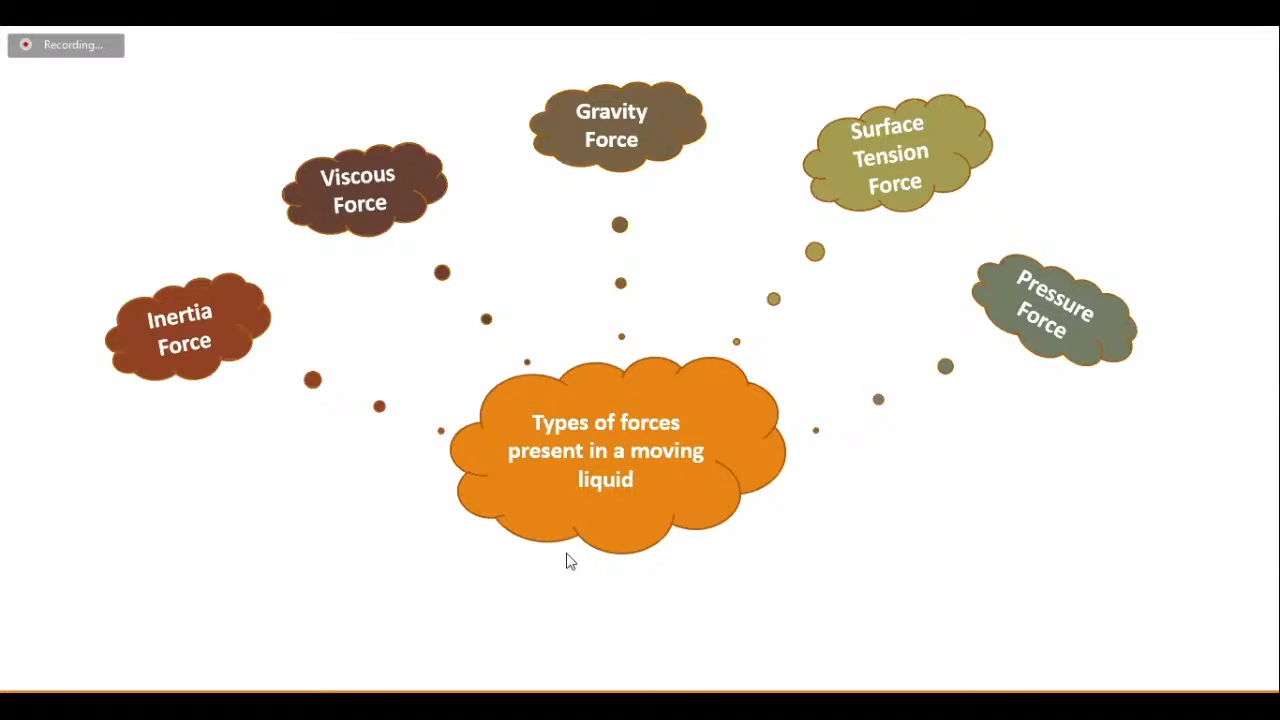 Recording...
Gravity
Force
Surface
Tension
Force
Viscous
Force
Inertia
Force
Pressure
Force
Types of forces
present in a moving
liquid